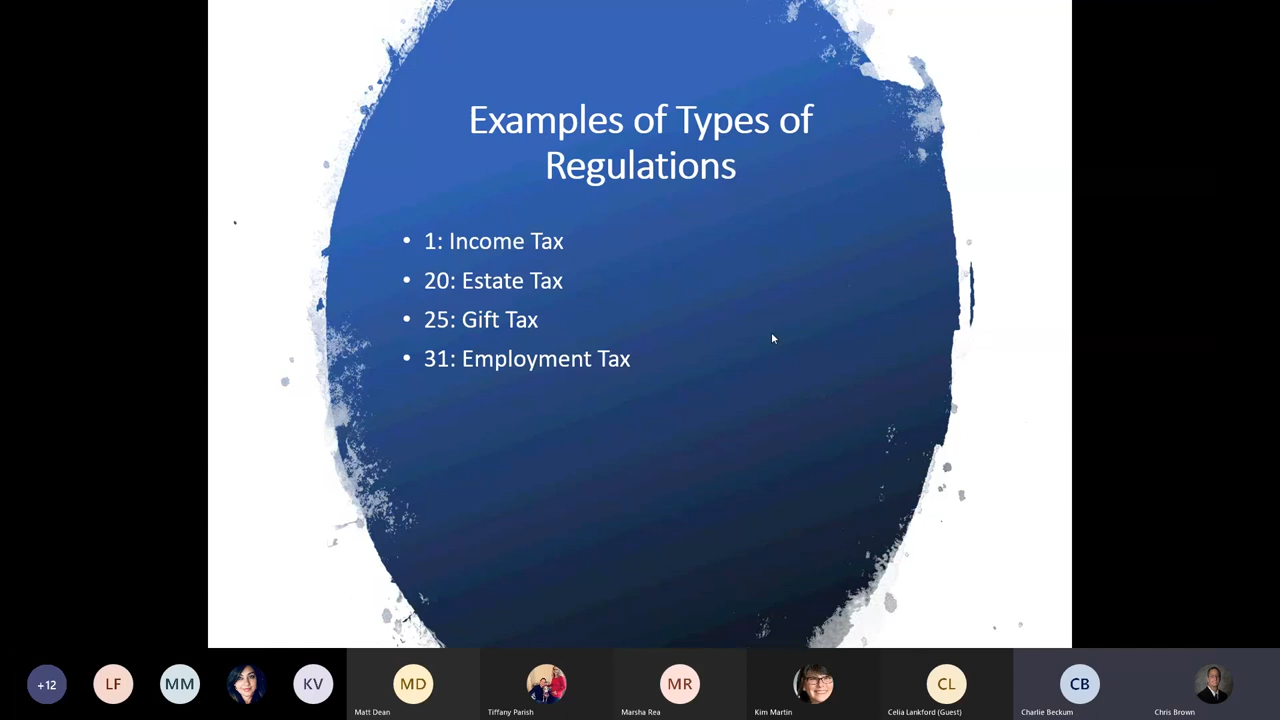 Examples of Types of
Regulations
• 1: Income Tax
• 20: Estate Tax
• 25: Gift Tax
• 31: Employment Tax
+12
LF
MM
KV
MD
MR
CL
CB
Matt Dean
Tiffany Parish
Marsha Rea
Kim Martin
Celia Lankford (Guest)
Charlie Beckum
Chris Brown